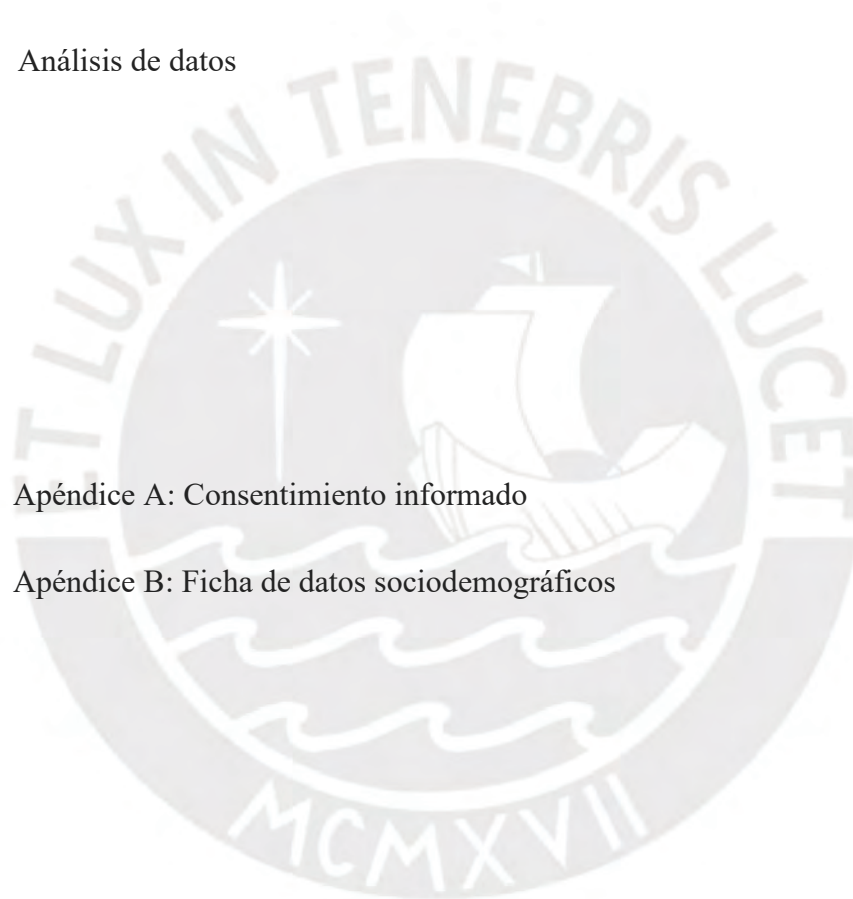 Análisis de datos
ET LUX IN TENEBRIS LUCET
Apéndice A: Consentimiento informado
Apéndice B: Ficha de datos sociodemográficos
MCMXVII